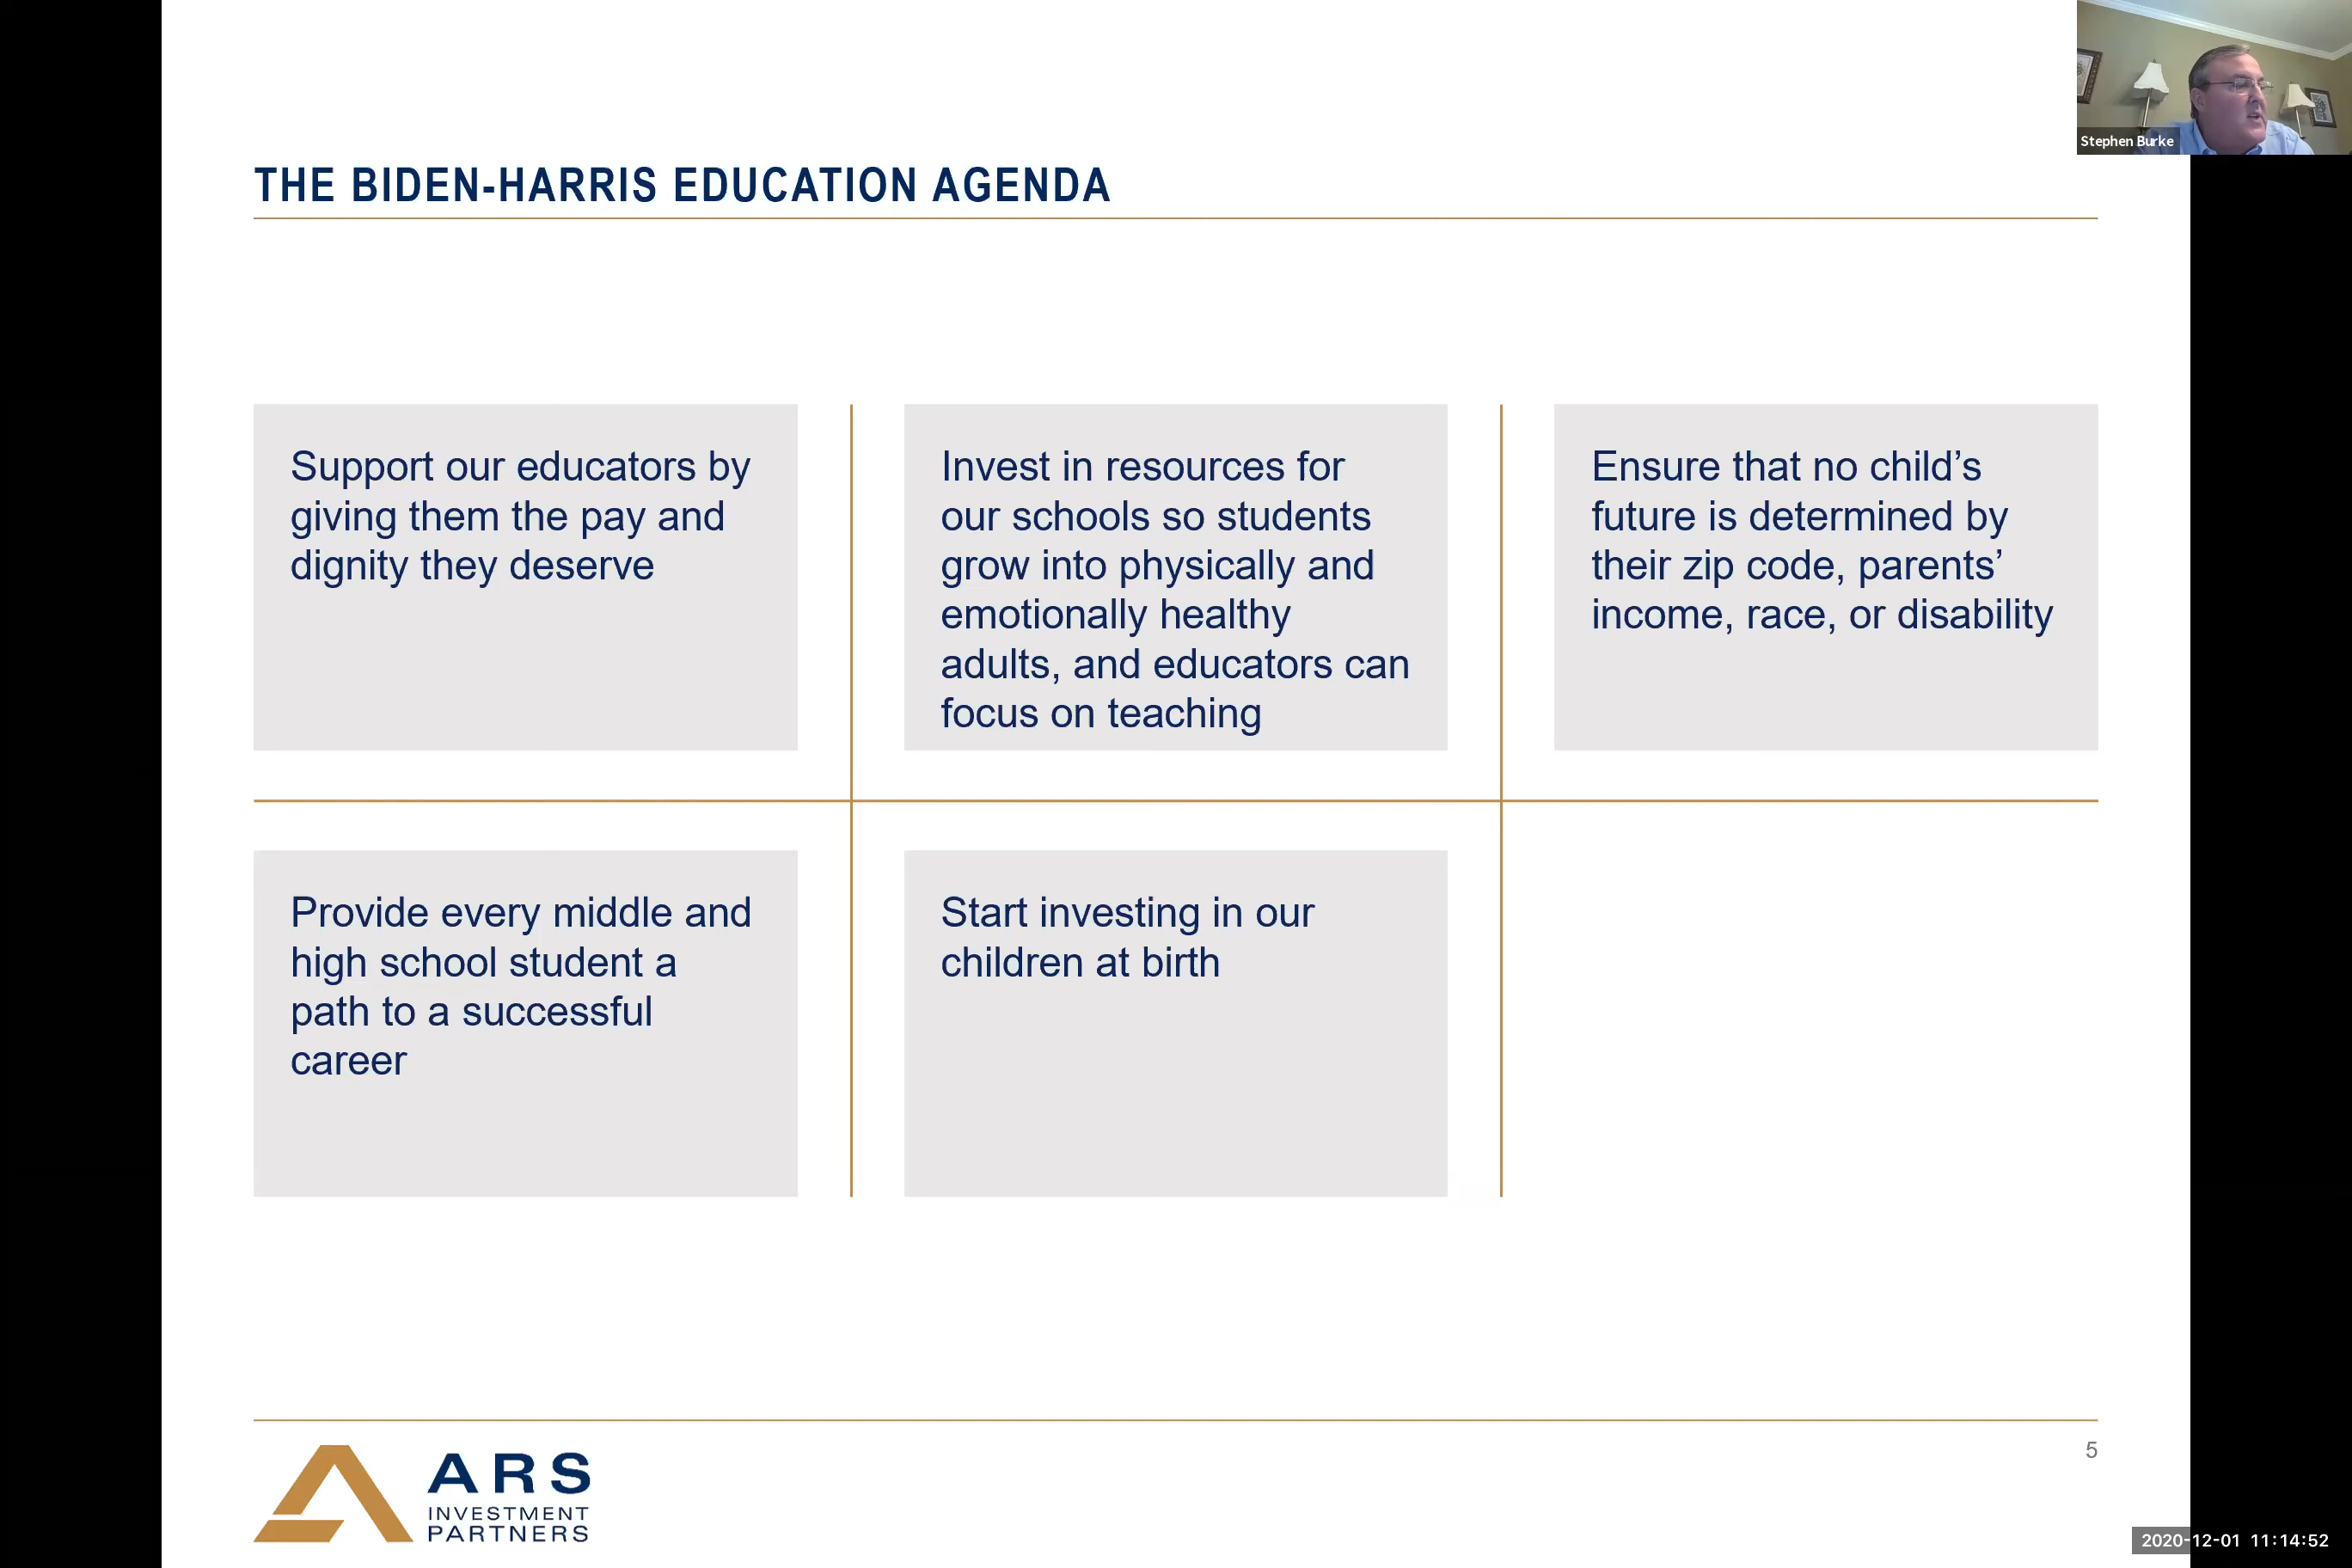 Stephen Burke
THE BIDEN-HARRIS EDUCATION AGENDA
Support our educators by
giving them the pay and
dignity they deserve
Invest in resources for
our schools so students
grow into physically and
emotionally healthy
adults, and educators can
focus on teaching
Ensure that no child’s
future is determined by
their zip code, parents’
income, race, or disability
Provide every middle and
high school student a
path to a successful
career
Start investing in our
children at birth
5
ARS
INVESTMENT
PARTNERS
2020-12-01 11:14:52